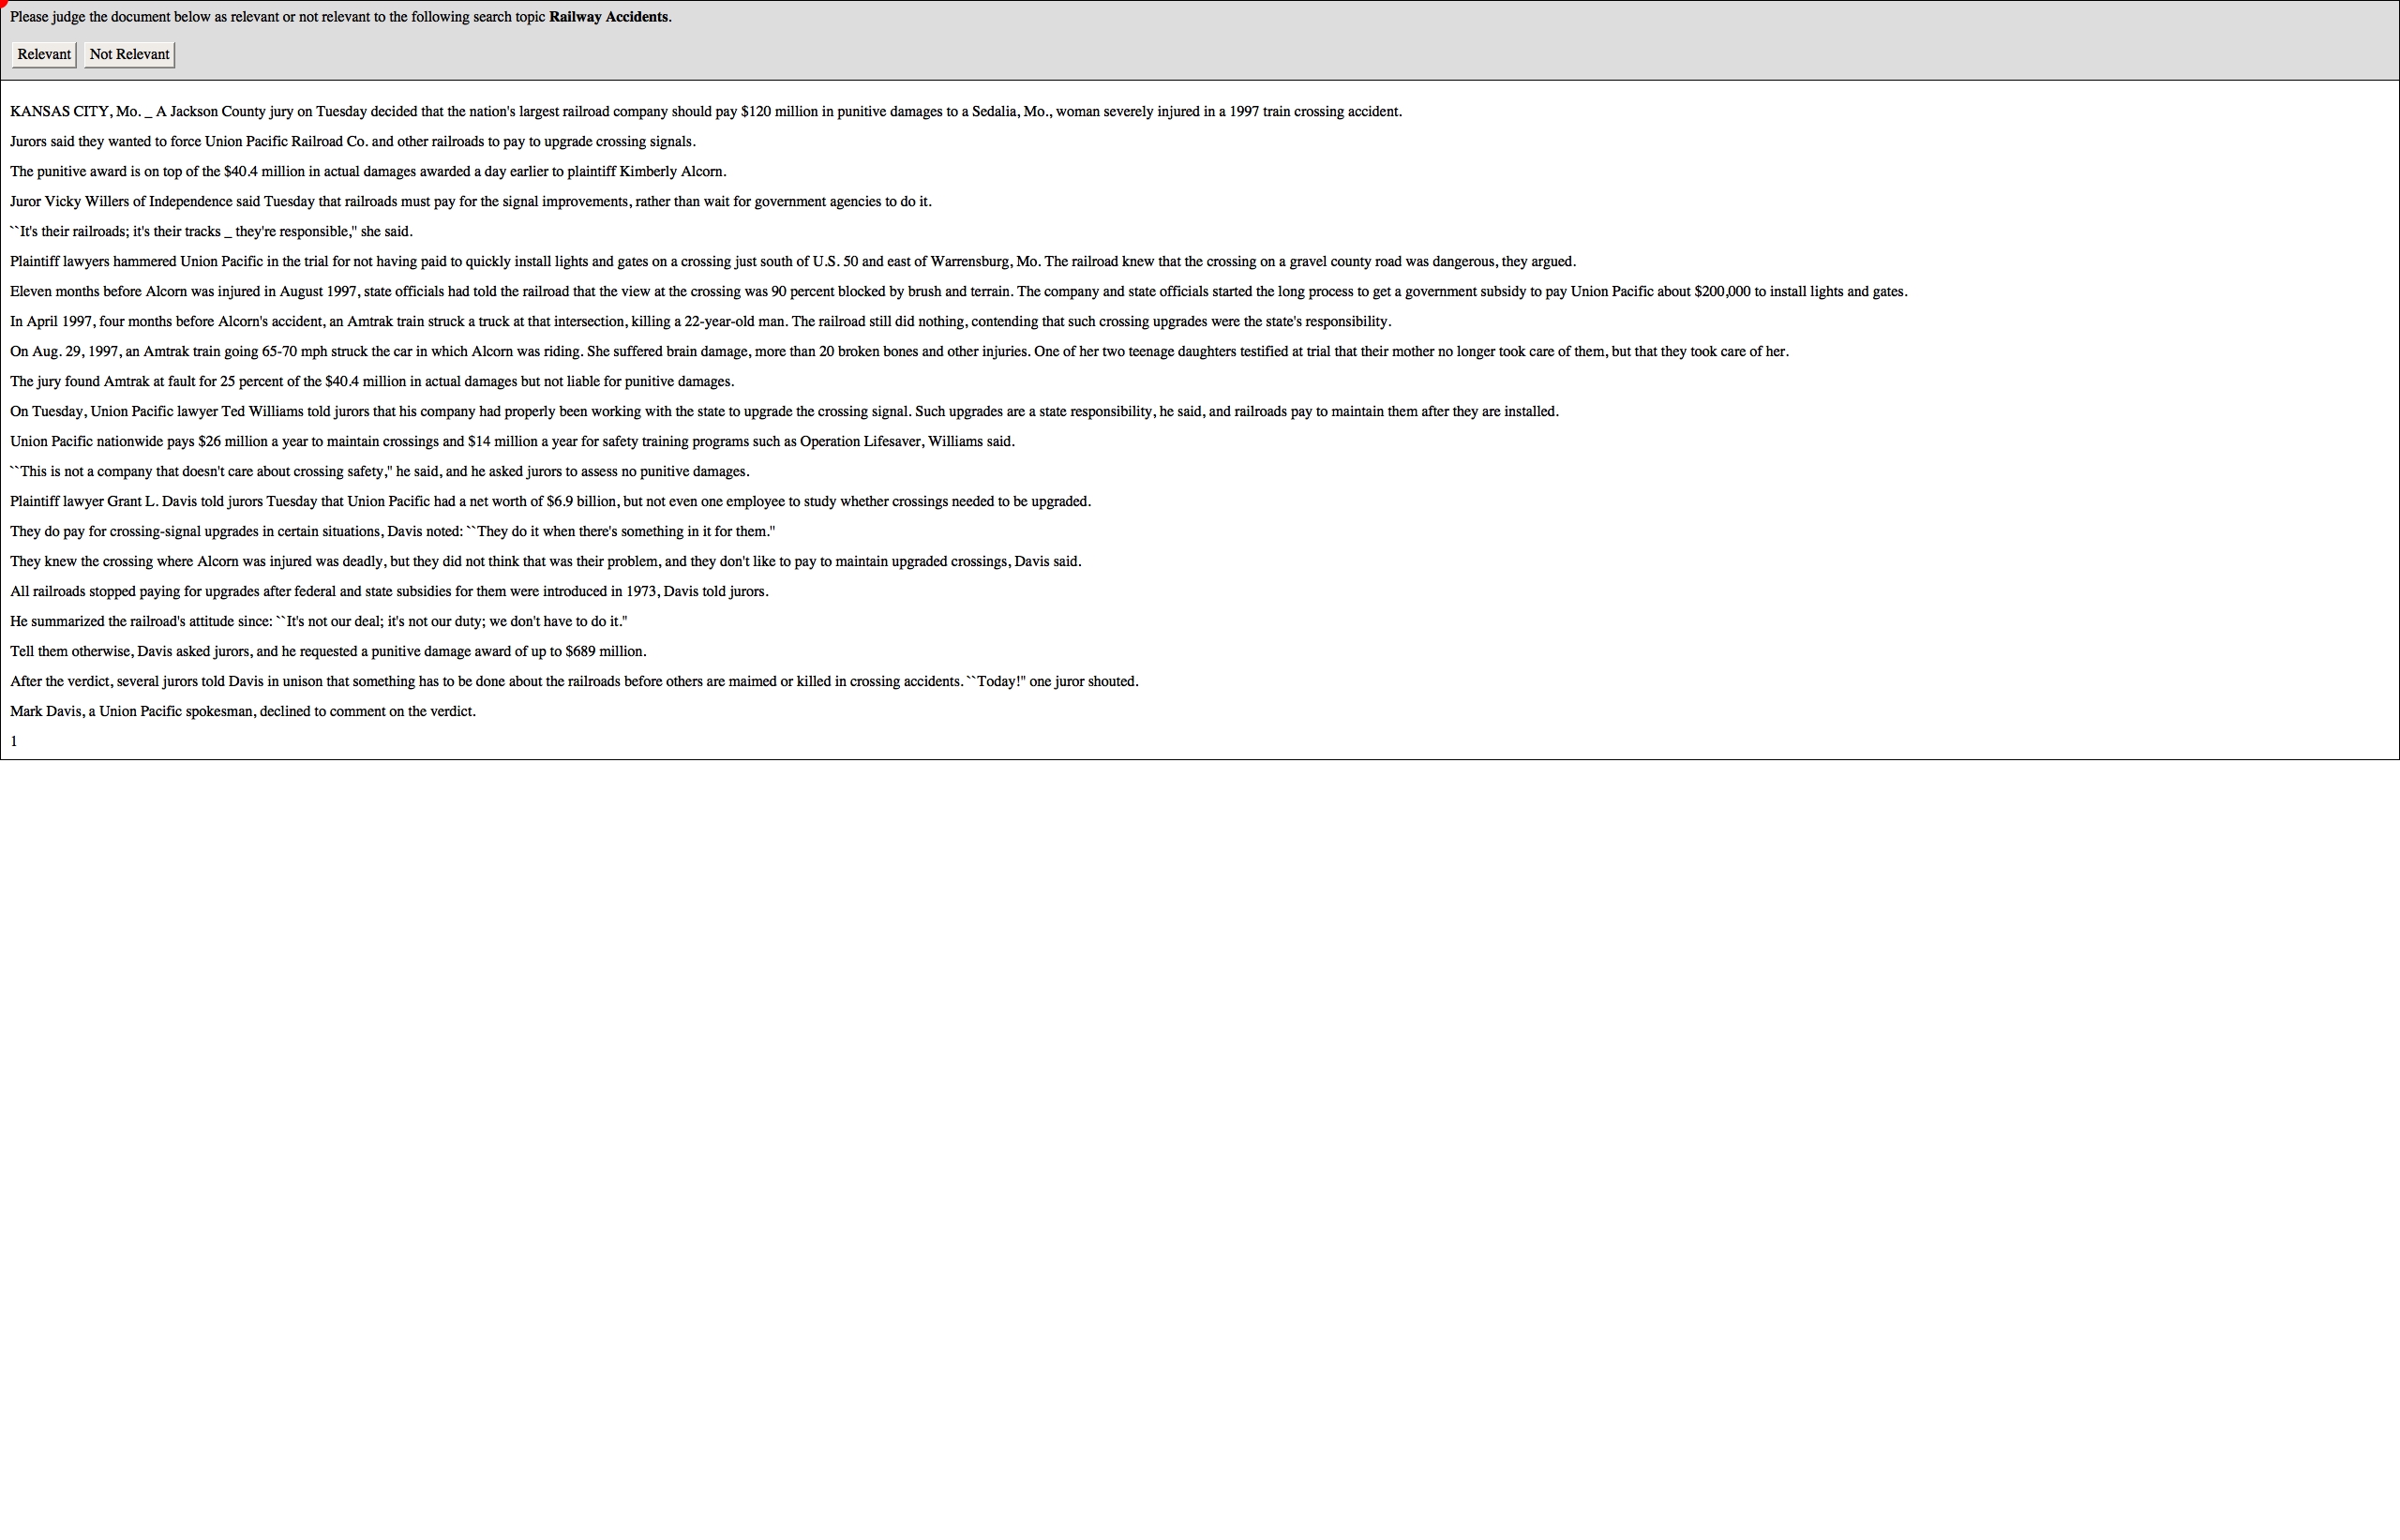 Please judge the document below as relevant or not relevant to the following search topic Railway Accidents.
Relevant Not Relevant
KANSAS CITY, Mo. _ A Jackson County jury on Tuesday decided that the nation's largest railroad company should pay $120 million in punitive damages to a Sedalia, Mo., woman severely injured in a 1997 train crossing accident.
Jurors said they wanted to force Union Pacific Railroad Co. and other railroads to pay to upgrade crossing signals.
The punitive award is on top of the $40.4 million in actual damages awarded a day earlier to plaintiff Kimberly Alcorn.
Juror Vicky Willers of Independence said Tuesday that railroads must pay for the signal improvements, rather than wait for government agencies to do it.
``It's their railroads; it's their tracks _ they're responsible,'' she said.
Plaintiff lawyers hammered Union Pacific in the trial for not having paid to quickly install lights and gates on a crossing just south of U.S. 50 and east of Warrensburg, Mo. The railroad knew that the crossing on a gravel county road was dangerous, they argued.
Eleven months before Alcorn was injured in August 1997, state officials had told the railroad that the view at the crossing was 90 percent blocked by brush and terrain. The company and state officials started the long process to get a government subsidy to pay Union Pacific about $200,000 to install lights and gates.
In April 1997, four months before Alcorn's accident, an Amtrak train struck a truck at that intersection, killing a 22-year-old man. The railroad still did nothing, contending that such crossing upgrades were the state's responsibility.
On Aug. 29, 1997, an Amtrak train going 65-70 mph struck the car in which Alcorn was riding. She suffered brain damage, more than 20 broken bones and other injuries. One of her two teenage daughters testified at trial that their mother no longer took care of them, but that they took care of her.
The jury found Amtrak at fault for 25 percent of the $40.4 million in actual damages but not liable for punitive damages.
On Tuesday, Union Pacific lawyer Ted Williams told jurors that his company had properly been working with the state to upgrade the crossing signal. Such upgrades are a state responsibility, he said, and railroads pay to maintain them after they are installed.
Union Pacific nationwide pays $26 million a year to maintain crossings and $14 million a year for safety training programs such as Operation Lifesaver, Williams said.
``This is not a company that doesn't care about crossing safety,'' he said, and he asked jurors to assess no punitive damages.
Plaintiff lawyer Grant L. Davis told jurors Tuesday that Union Pacific had a net worth of $6.9 billion, but not even one employee to study whether crossings needed to be upgraded.
They do pay for crossing-signal upgrades in certain situations, Davis noted: ``They do it when there's something in it for them.''
They knew the crossing where Alcorn was injured was deadly, but they did not think that was their problem, and they don't like to pay to maintain upgraded crossings, Davis said.
All railroads stopped paying for upgrades after federal and state subsidies for them were introduced in 1973, Davis told jurors.
He summarized the railroad's attitude since: ``It's not our deal; it's not our duty; we don't have to do it.''
Tell them otherwise, Davis asked jurors, and he requested a punitive damage award of up to $689 million.
After the verdict, several jurors told Davis in unison that something has to be done about the railroads before others are maimed or killed in crossing accidents. ``Today!'' one juror shouted.
Mark Davis, a Union Pacific spokesman, declined to comment on the verdict.
1